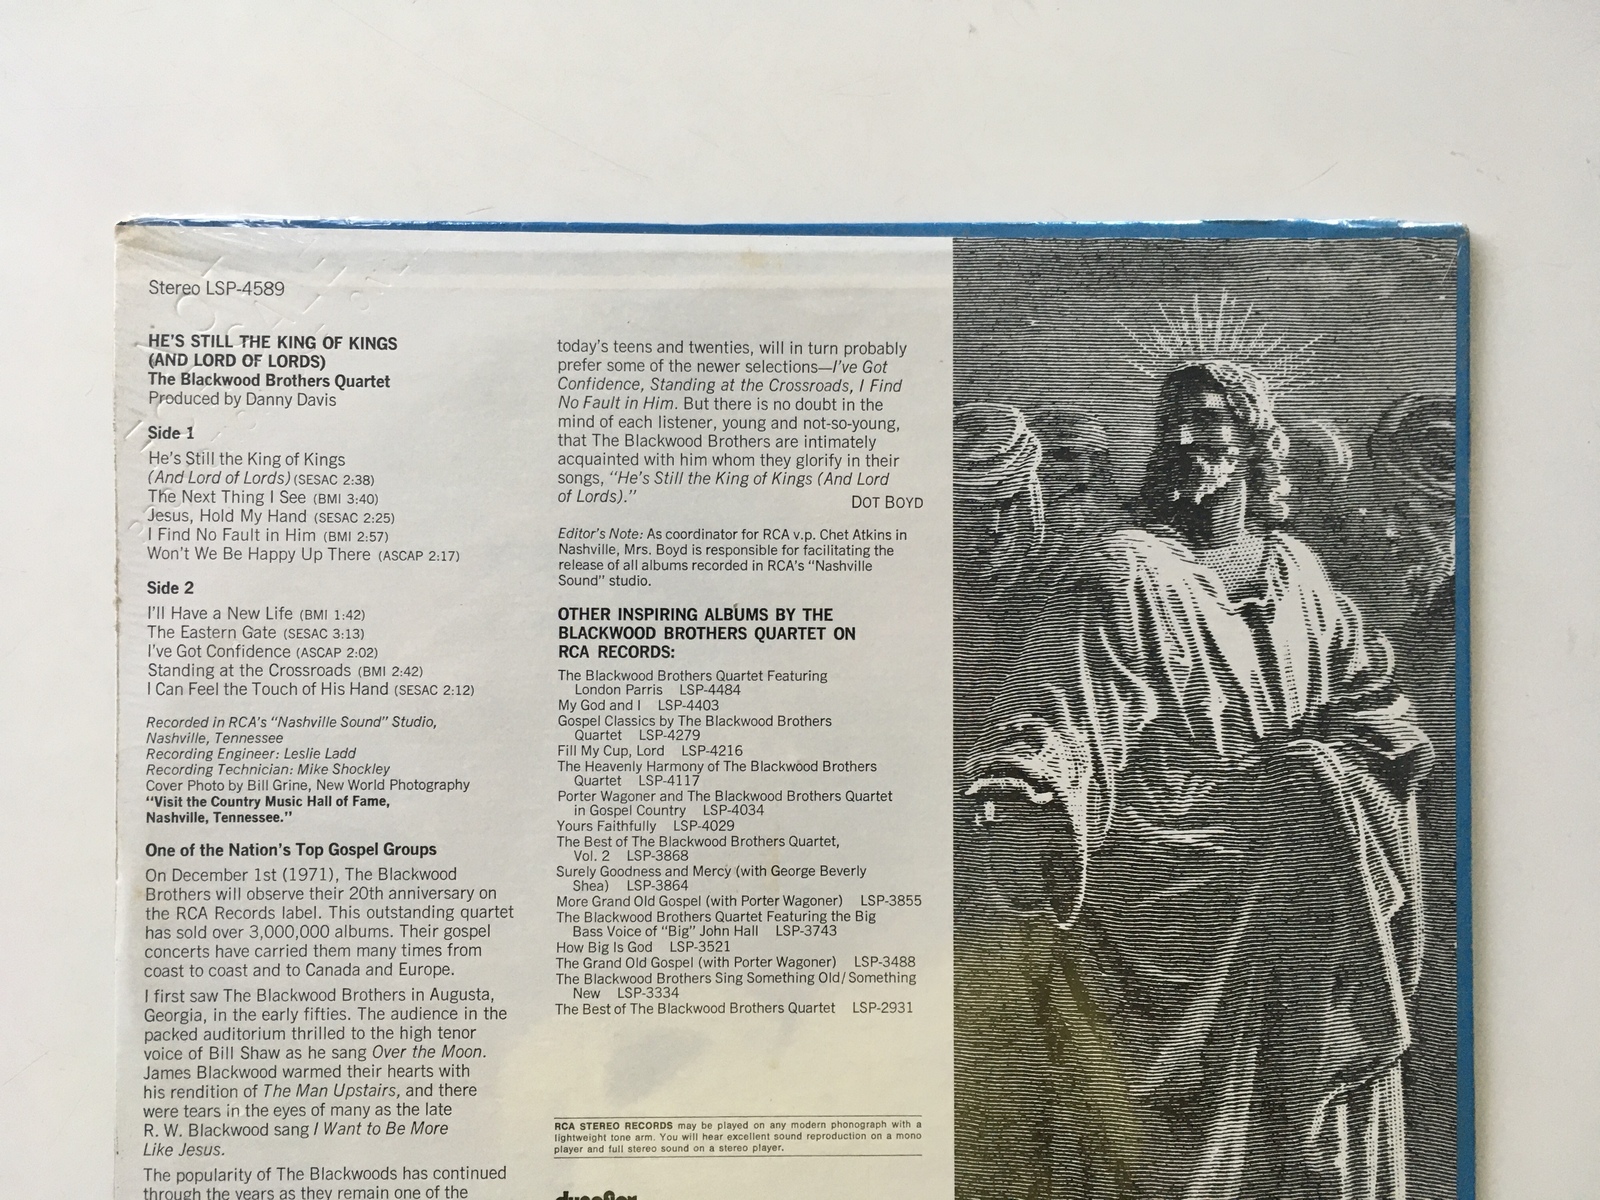 Stereo LSP-4589
HE'S STILL THE KING OF KINGS
(AND LORD OF LORDS)
The Blackwood Brothers Quartet
Produced by Danny Davis
Side 1
He's Still the King of Kings
(And Lord of Lords) (SESAC 2:38)
The Next Thing I See (BMI 3:40)
Jesus, Hold My Hand (SESAC 2:25)
I Find No Fault in Him (BMI 2:57)
Won't We Be Happy Up There (ASCAP 2:17)
Side 2
I'll Have a New Life (BMI 1:42)
The Eastern Gate (SESAC 3:13)
I've Got Confidence (ASCAP 2:02)
Standing at the Crossroads (BMI 2:42)
I Can Feel the Touch of His Hand (SESAC 2:12)
Recorded in RCA's "Nashville Sound" Studio,
Nashville, Tennessee
Recording Engineer: Leslie Ladd
Recording Technician: Mike Shockley
Cover Photo by Bill Grine, New World Photography
"Visit the Country Music Hall of Fame,
Nashville, Tennessee."
One of the Nation's Top Gospel Groups
On December 1st (1971), The Blackwood
Brothers will observe their 20th anniversary on
the RCA Records label. This outstanding quartet
has sold over 3,000,000 albums. Their gospel
concerts have carried them many times from
coast to coast and to Canada and Europe.
I first saw The Blackwood Brothers in Augusta,
Georgia, in the early fifties. The audience in the
packed auditorium thrilled to the high tenor
voice of Bill Shaw as he sang Over the Moon.
James Blackwood warmed their hearts with
his rendition of The Man Upstairs, and there
were tears in the eyes of many as the late
R. W. Blackwood sang I Want to Be More
Like Jesus.
The popularity of The Blackwoods has continued
through the years as they remain one of the
today's teens and twenties, will in turn probably
prefer some of the newer selections—I've Got
Confidence, Standing at the Crossroads, I Find
No Fault in Him. But there is no doubt in the
mind of each listener, young and not-so-young,
that The Blackwood Brothers are intimately
acquainted with him whom they glorify in their
songs, "He's Still the King of Kings (And Lord
of Lords)."
DOT BOYD
Editor's Note: As coordinator for RCA v.p. Chet Atkins in
Nashville, Mrs. Boyd is responsible for facilitating the
release of all albums recorded in RCA's "Nashville
Sound" studio.
OTHER INSPIRING ALBUMS BY THE
BLACKWOOD BROTHERS QUARTET ON
RCA RECORDS:
The Blackwood Brothers Quartet Featuring
London Parris LSP-4484
My God and I LSP-4403
Gospel Classics by The Blackwood Brothers
Quartet LSP-4279
Fill My Cup, Lord LSP-4216
The Heavenly Harmony of The Blackwood Brothers
Quartet LSP-4117
Porter Wagoner and The Blackwood Brothers Quartet
in Gospel Country LSP-4034
Yours Faithfully LSP-4029
The Best of The Blackwood Brothers Quartet,
Vol. 2 LSP-3868
Surely Goodness and Mercy (with George Beverly
Shea) LSP-3864
More Grand Old Gospel (with Porter Wagoner) LSP-3855
The Blackwood Brothers Quartet Featuring the Big
Bass Voice of "Big" John Hall LSP-3743
How Big Is God LSP-3521
The Grand Old Gospel (with Porter Wagoner) LSP-3488
The Blackwood Brothers Sing Something Old/Something
New LSP-3334
The Best of The Blackwood Brothers Quartet LSP-2931
RCA STEREO RECORDS may be played on any modern phonograph with a
lightweight tone arm. You will hear excellent sound reproduction on a mono
player and full stereo sound on a stereo player.